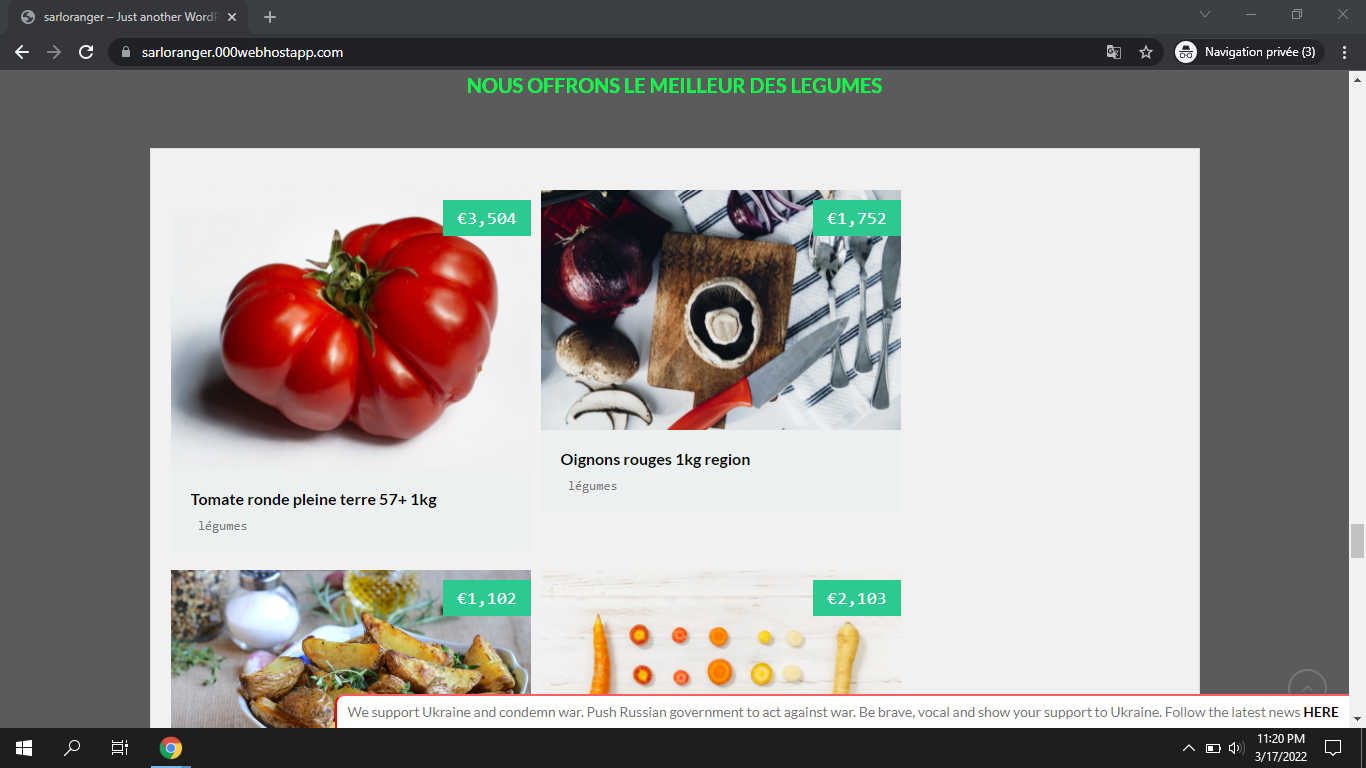 sarloranger – Just another WordP
sarloranger.000webhostapp.com
Navigation privée (3)
NOUS OFFRONS LE MEILLEUR DES LEGUMES
€3,504
€1,752
Oignons rouges 1kg region
légumes
Tomate ronde pleine terre 57+ 1kg
légumes
€1,102
€2,103
We support Ukraine and condemn war. Push Russian government to act against war. Be brave, vocal and show your support to Ukraine. Follow the latest news HERE
11:20 PM
3/17/2022